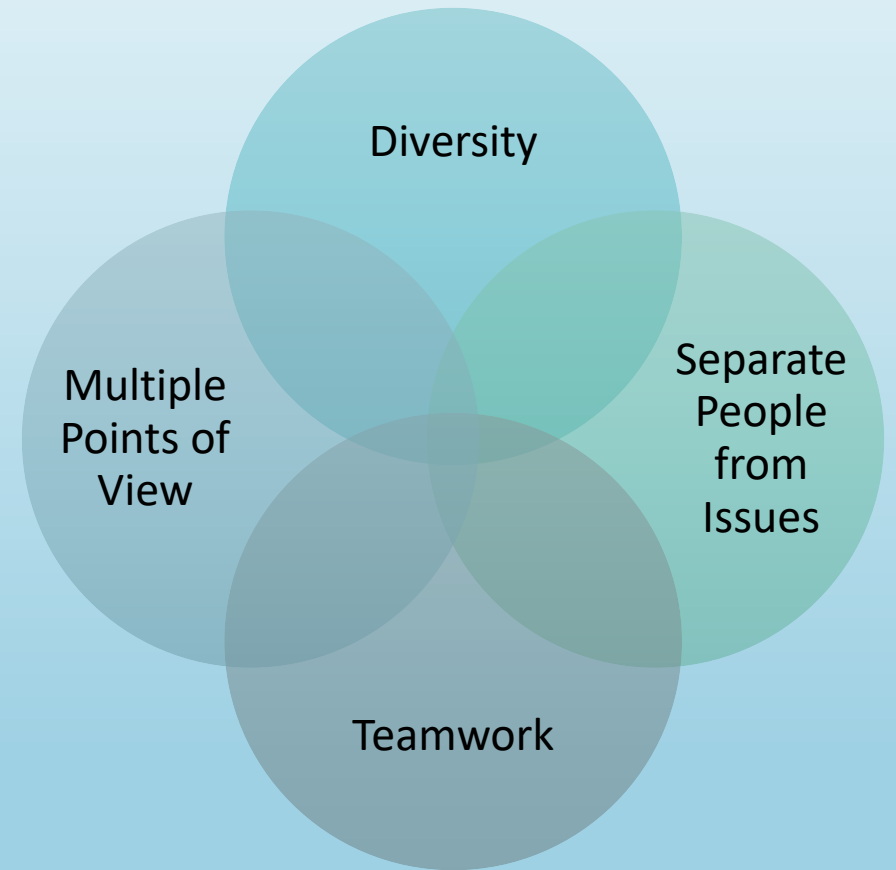 Diversity
Multiple
Points of
View
Separate
People
from
Issues
Teamwork